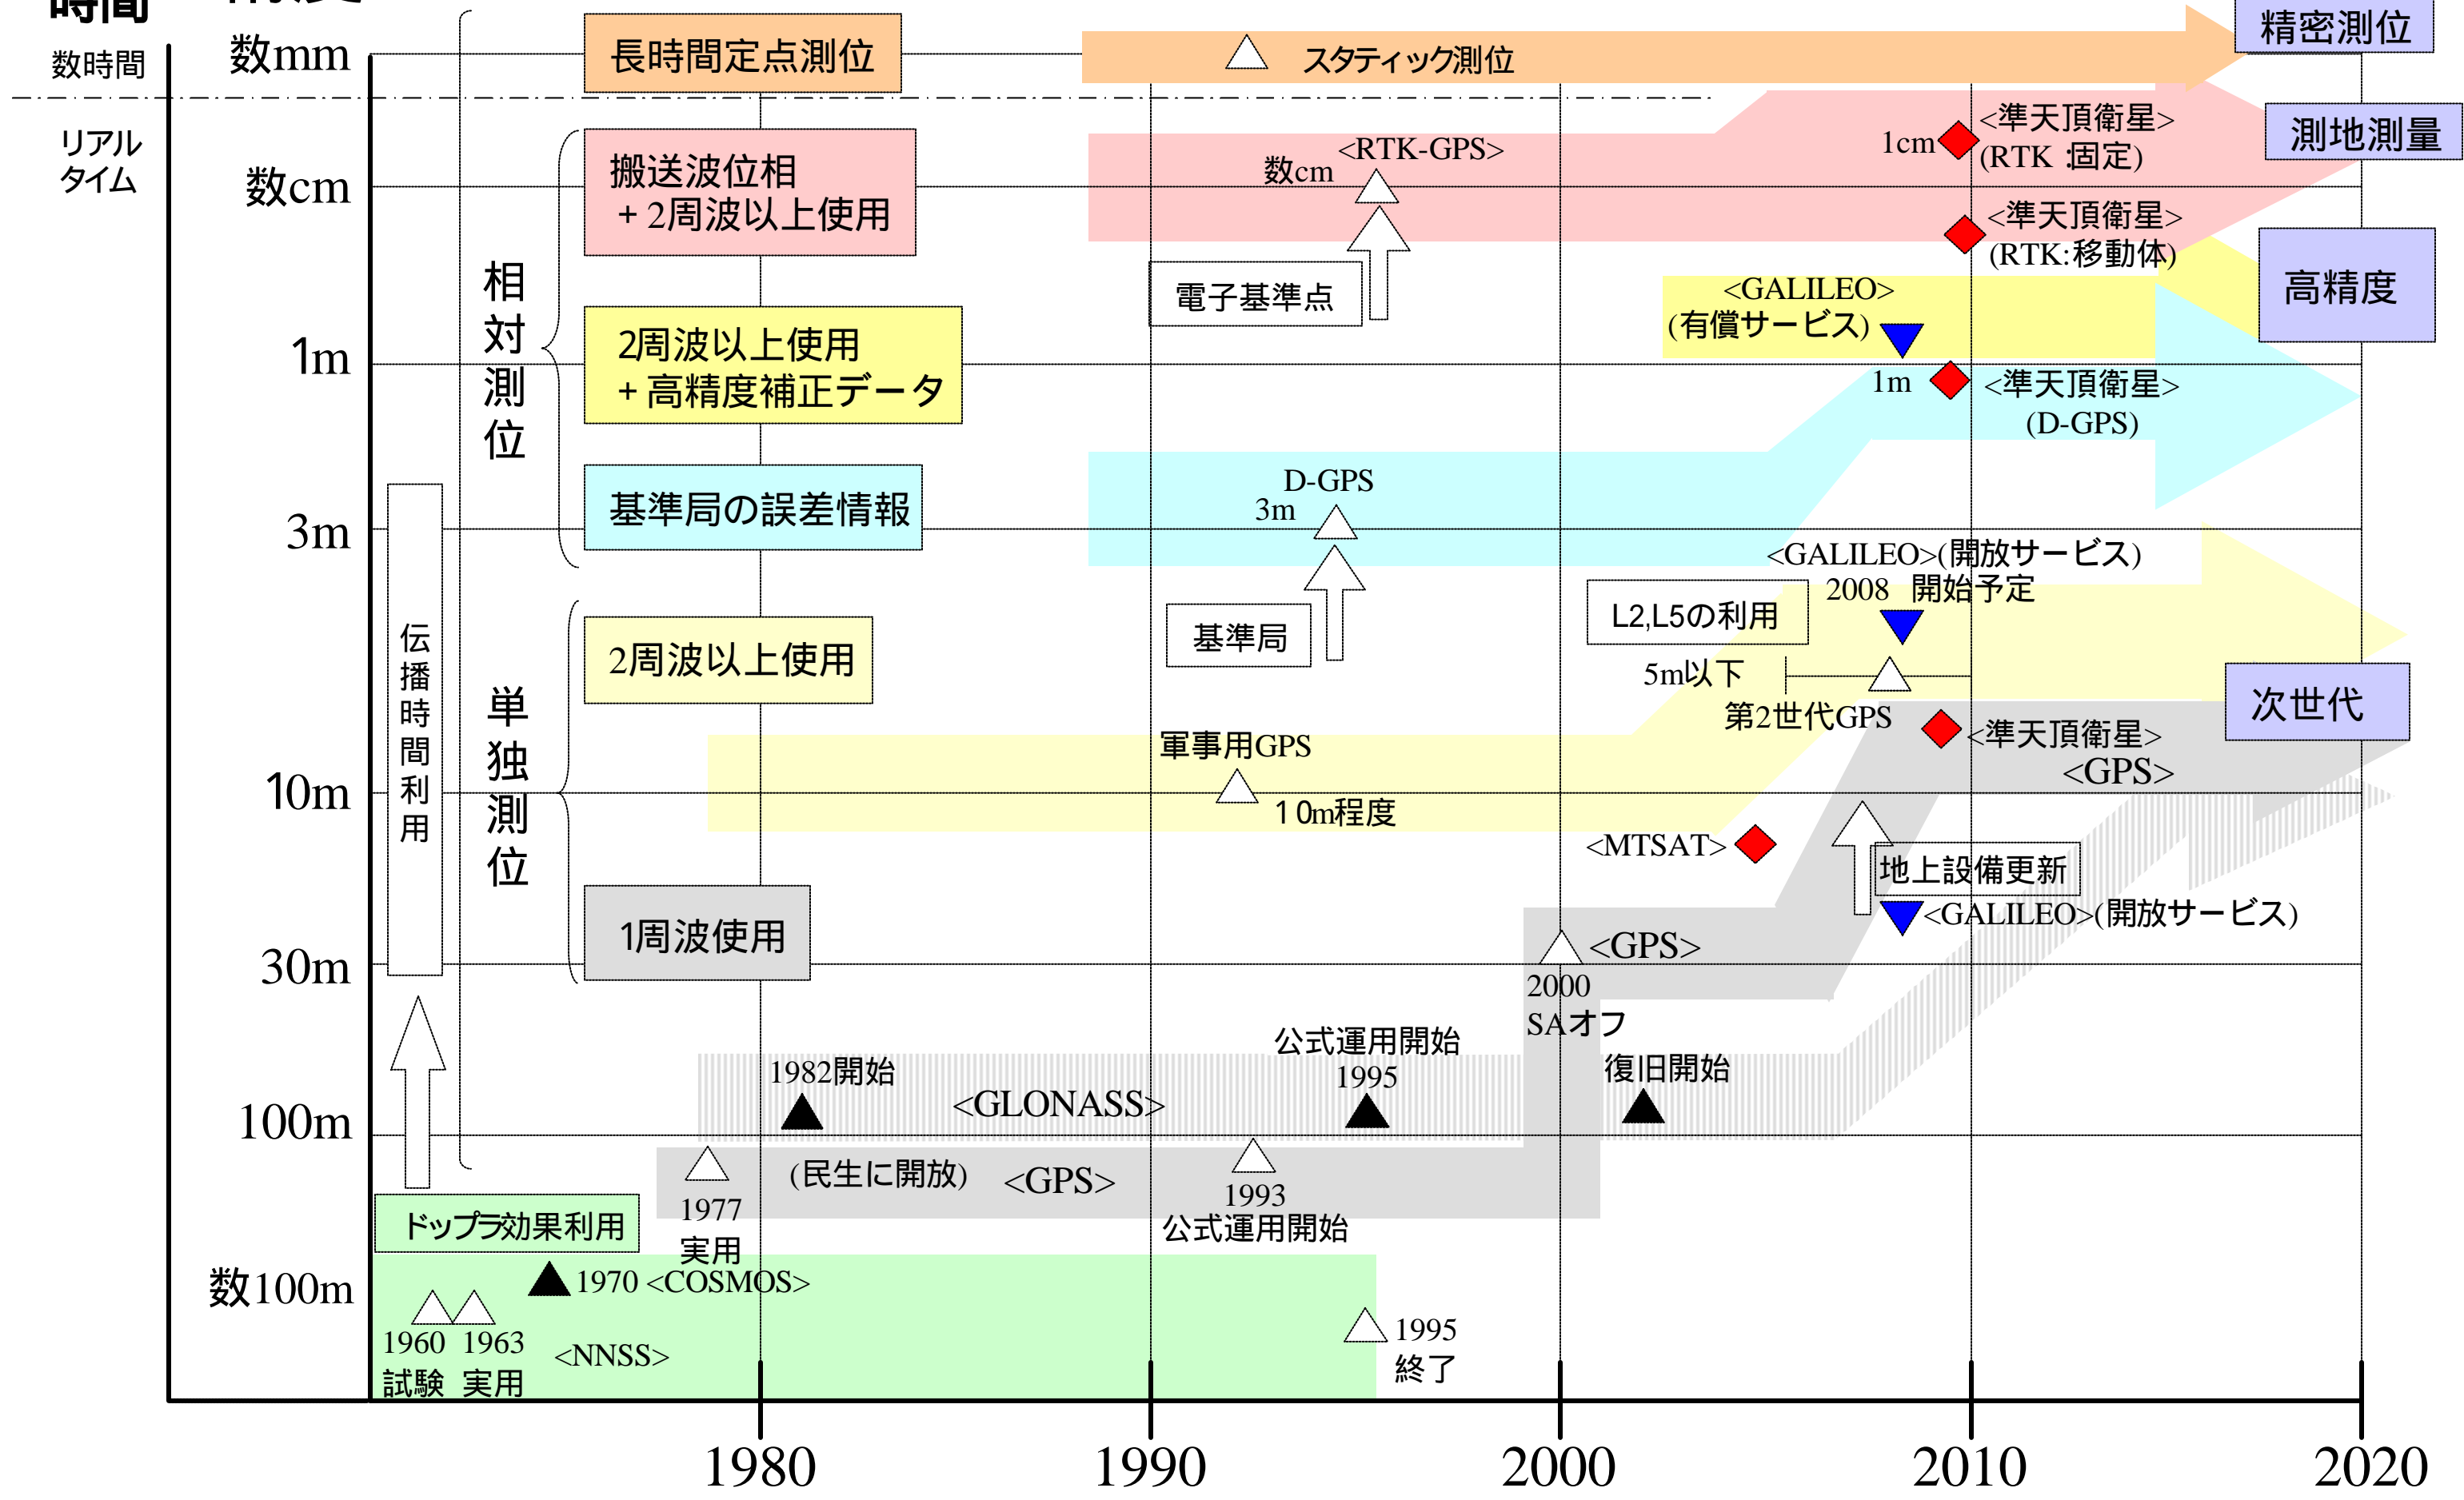 時間
数時間
数mm
長時間定点測位
スタティック測位
精密測位
リアル
タイム
数cm
搬送波位相
+ 2周波以上使用
<RTK-GPS>
数cm
1cm
<準天頂衛星>
(RTK :固定)
測地測量
<準天頂衛星>
(RTK:移動体)
電子基準点
高精度
相対測位
<GALILEO>
(有償サービス)
1m
2周波以上使用
+ 高精度補正データ
1m
<準天頂衛星>
(D-GPS)
3m
基準局の誤差情報
D-GPS
3m
<GALILEO>(開放サービス)
2008 開始予定
伝播時間利用
単独測位
2周波以上使用
基準局
L2,L5の利用
5m以下
第2世代GPS
次世代
<準天頂衛星>
<GPS>
10m
軍事用GPS
10m程度
<MTSAT>
地上設備更新
<GALILEO>(開放サービス)
1周波使用
30m
<GPS>
2000
SAオフ
100m
1982開始
<GLONASS>
公式運用開始
1995
復旧開始
(民生に開放)
<GPS>
1977
実用
1993
公式運用開始
ドップラ効果利用
数100m
1970 <COSMOS>
1960
試験
1963
実用
<NNSS>
1995
終了
1980
1990
2000
2010
2020